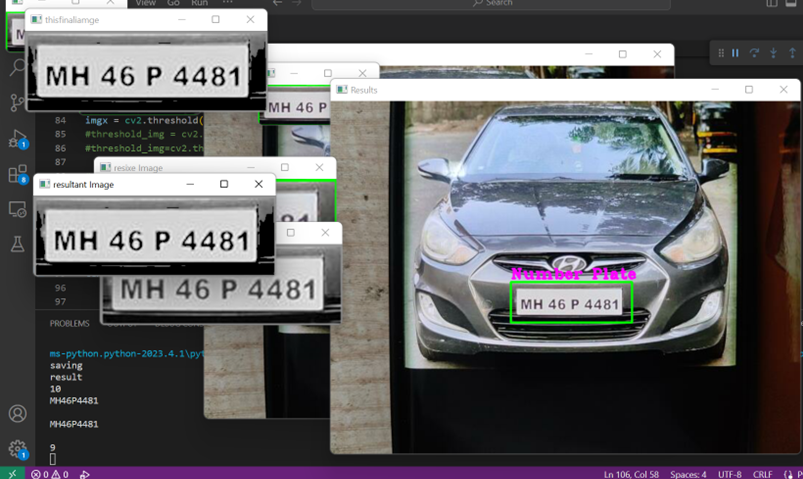 View Go Run ...
Search
thisfinaliamge
MH 46 P 4481
MH 46 P
Results
84 imgx = cv2.threshold(
85 #threshold_img = cv2.
86 #threshold_img=cv2.th
87
resixe Image
resultant Image
MH 46 P 4481
MH 46 P 4481
Number Plate
MH 46 P 4481
96
97
PROBLEMS
ms-python.python-2023.4.1\pyt
saving
result
10
MH46P4481
MH46P4481
9
0 0
Ln 106, Col 58 Spaces: 4 UTF-8 CRLF